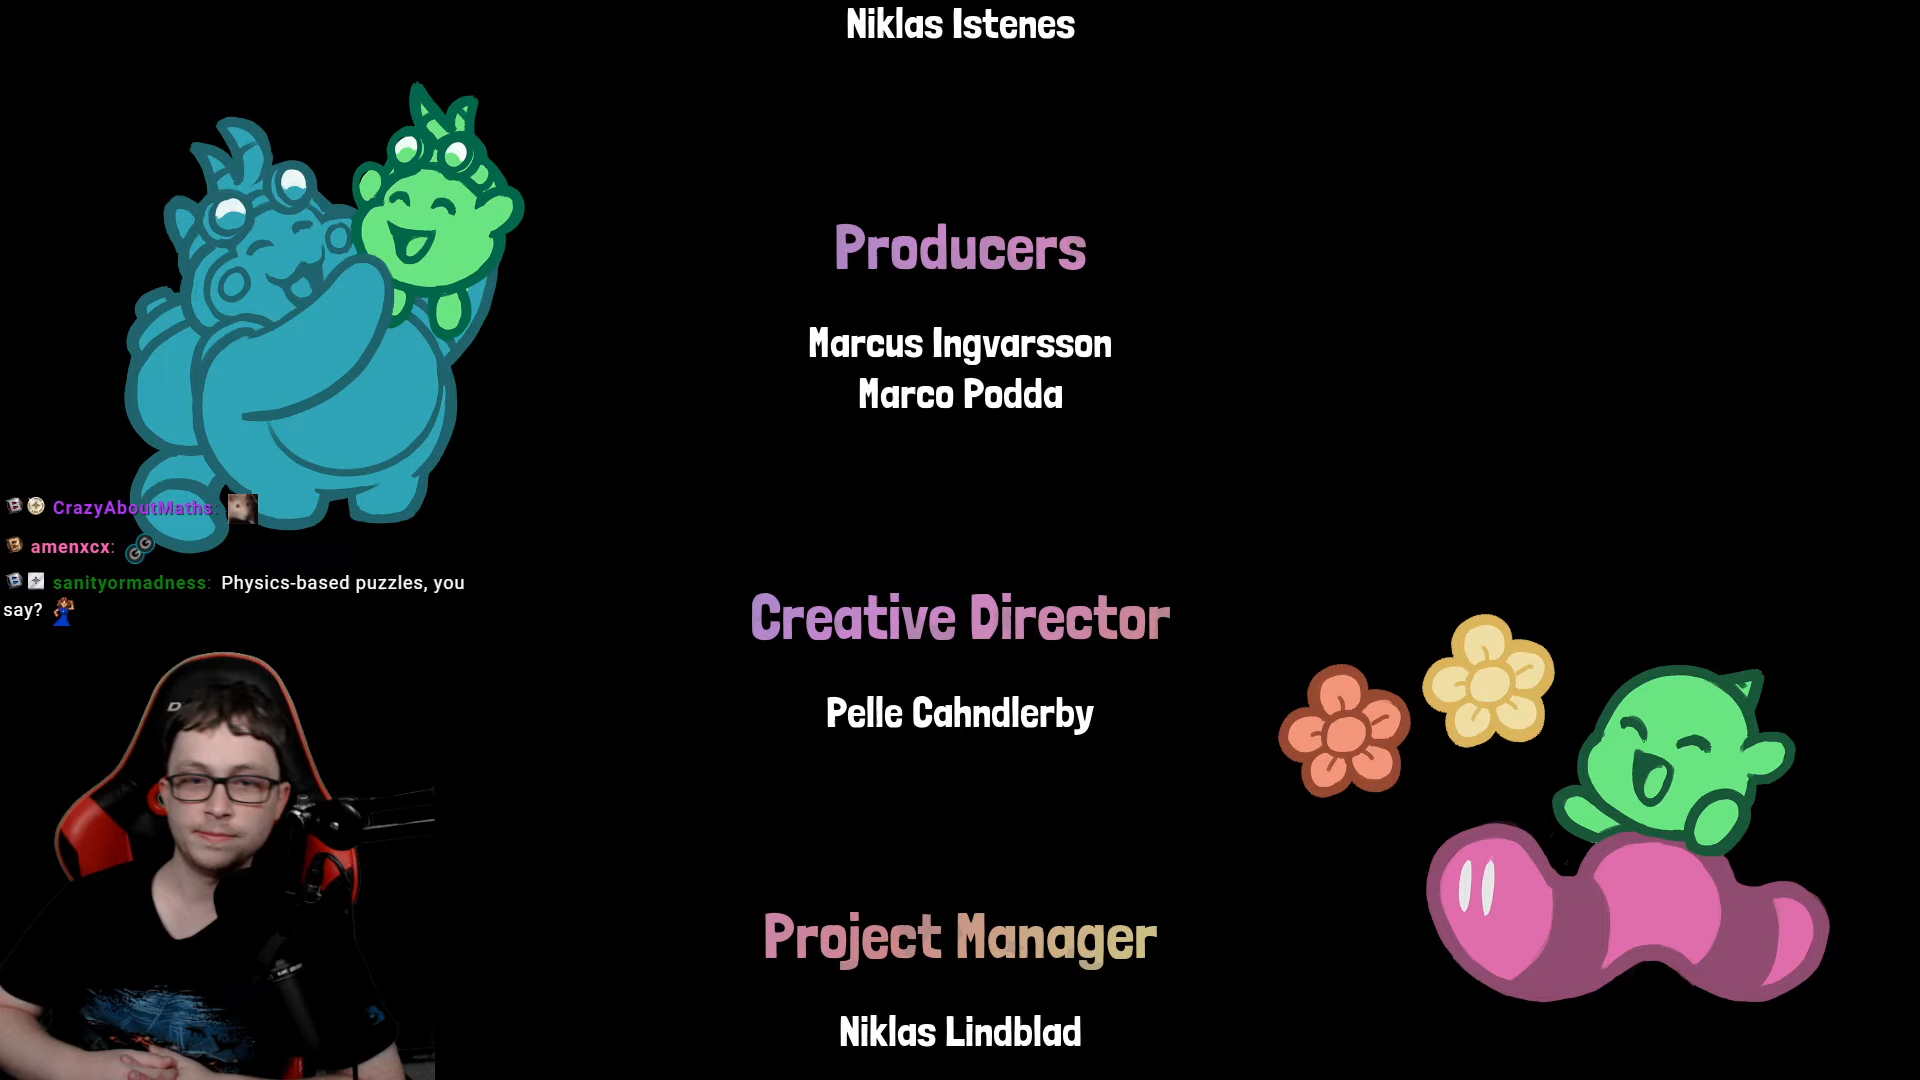 Niklas Istenes
Producers
Marcus Ingvarsson
Marco Podda
CrazyAboutMaths:
amenxcx: GG
sanityormadness: Physics-based puzzles, you
say?
Creative Director
Pelle Cahndlerby
Project Manager
Niklas Lindblad